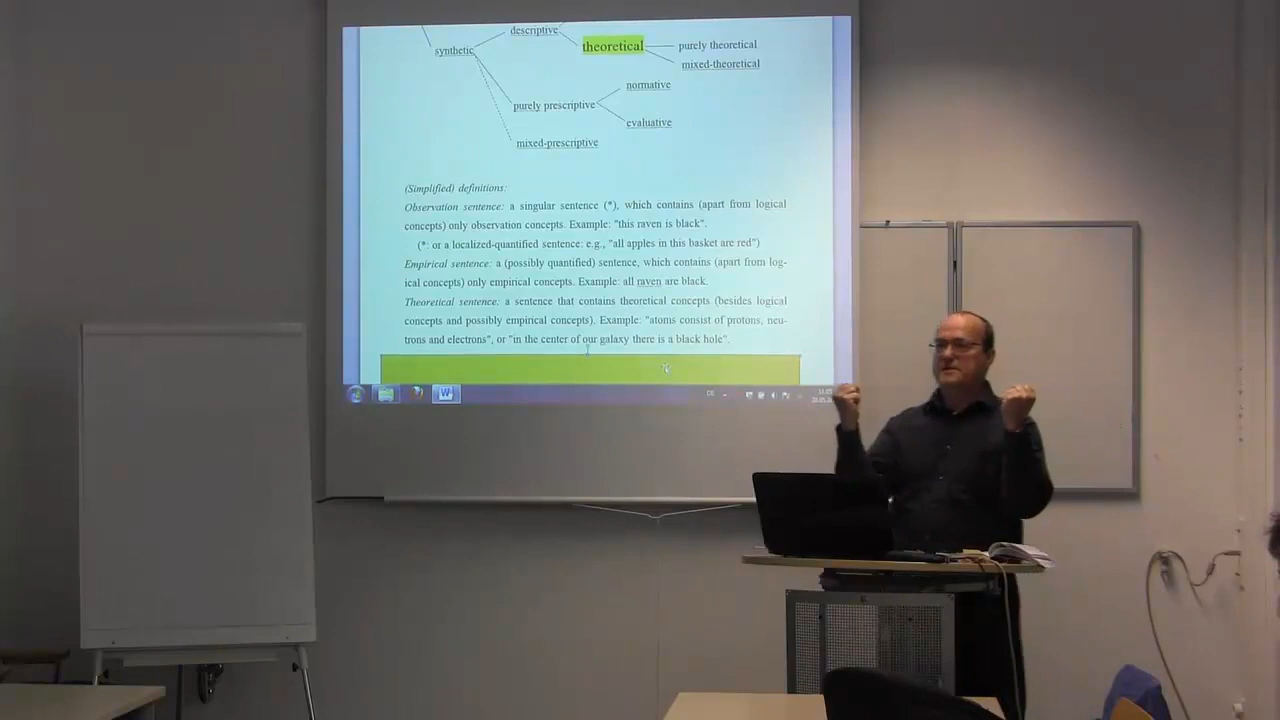 descriptive
theoretical
purely theoretical
synthetic
mixed-theoretical
normative
purely prescriptive
evaluative
mixed-prescriptive
(Simplified) definitions:
Observation sentence: a singular sentence (*), which contains (apart from logical
concepts) only observation concepts. Example: "this raven is black".
(*: or a localized-quantified sentence: e.g., "all apples in this basket are red")
Empirical sentence: a (possibly quantified) sentence, which contains (apart from log-
ical concepts) only empirical concepts. Example: all raven are black.
Theoretical sentence: a sentence that contains theoretical concepts (besides logical
concepts and possibly empirical concepts). Example: "atoms consist of protons, neu-
trons and electrons", or "in the center of our galaxy there is a black hole".
W
DE